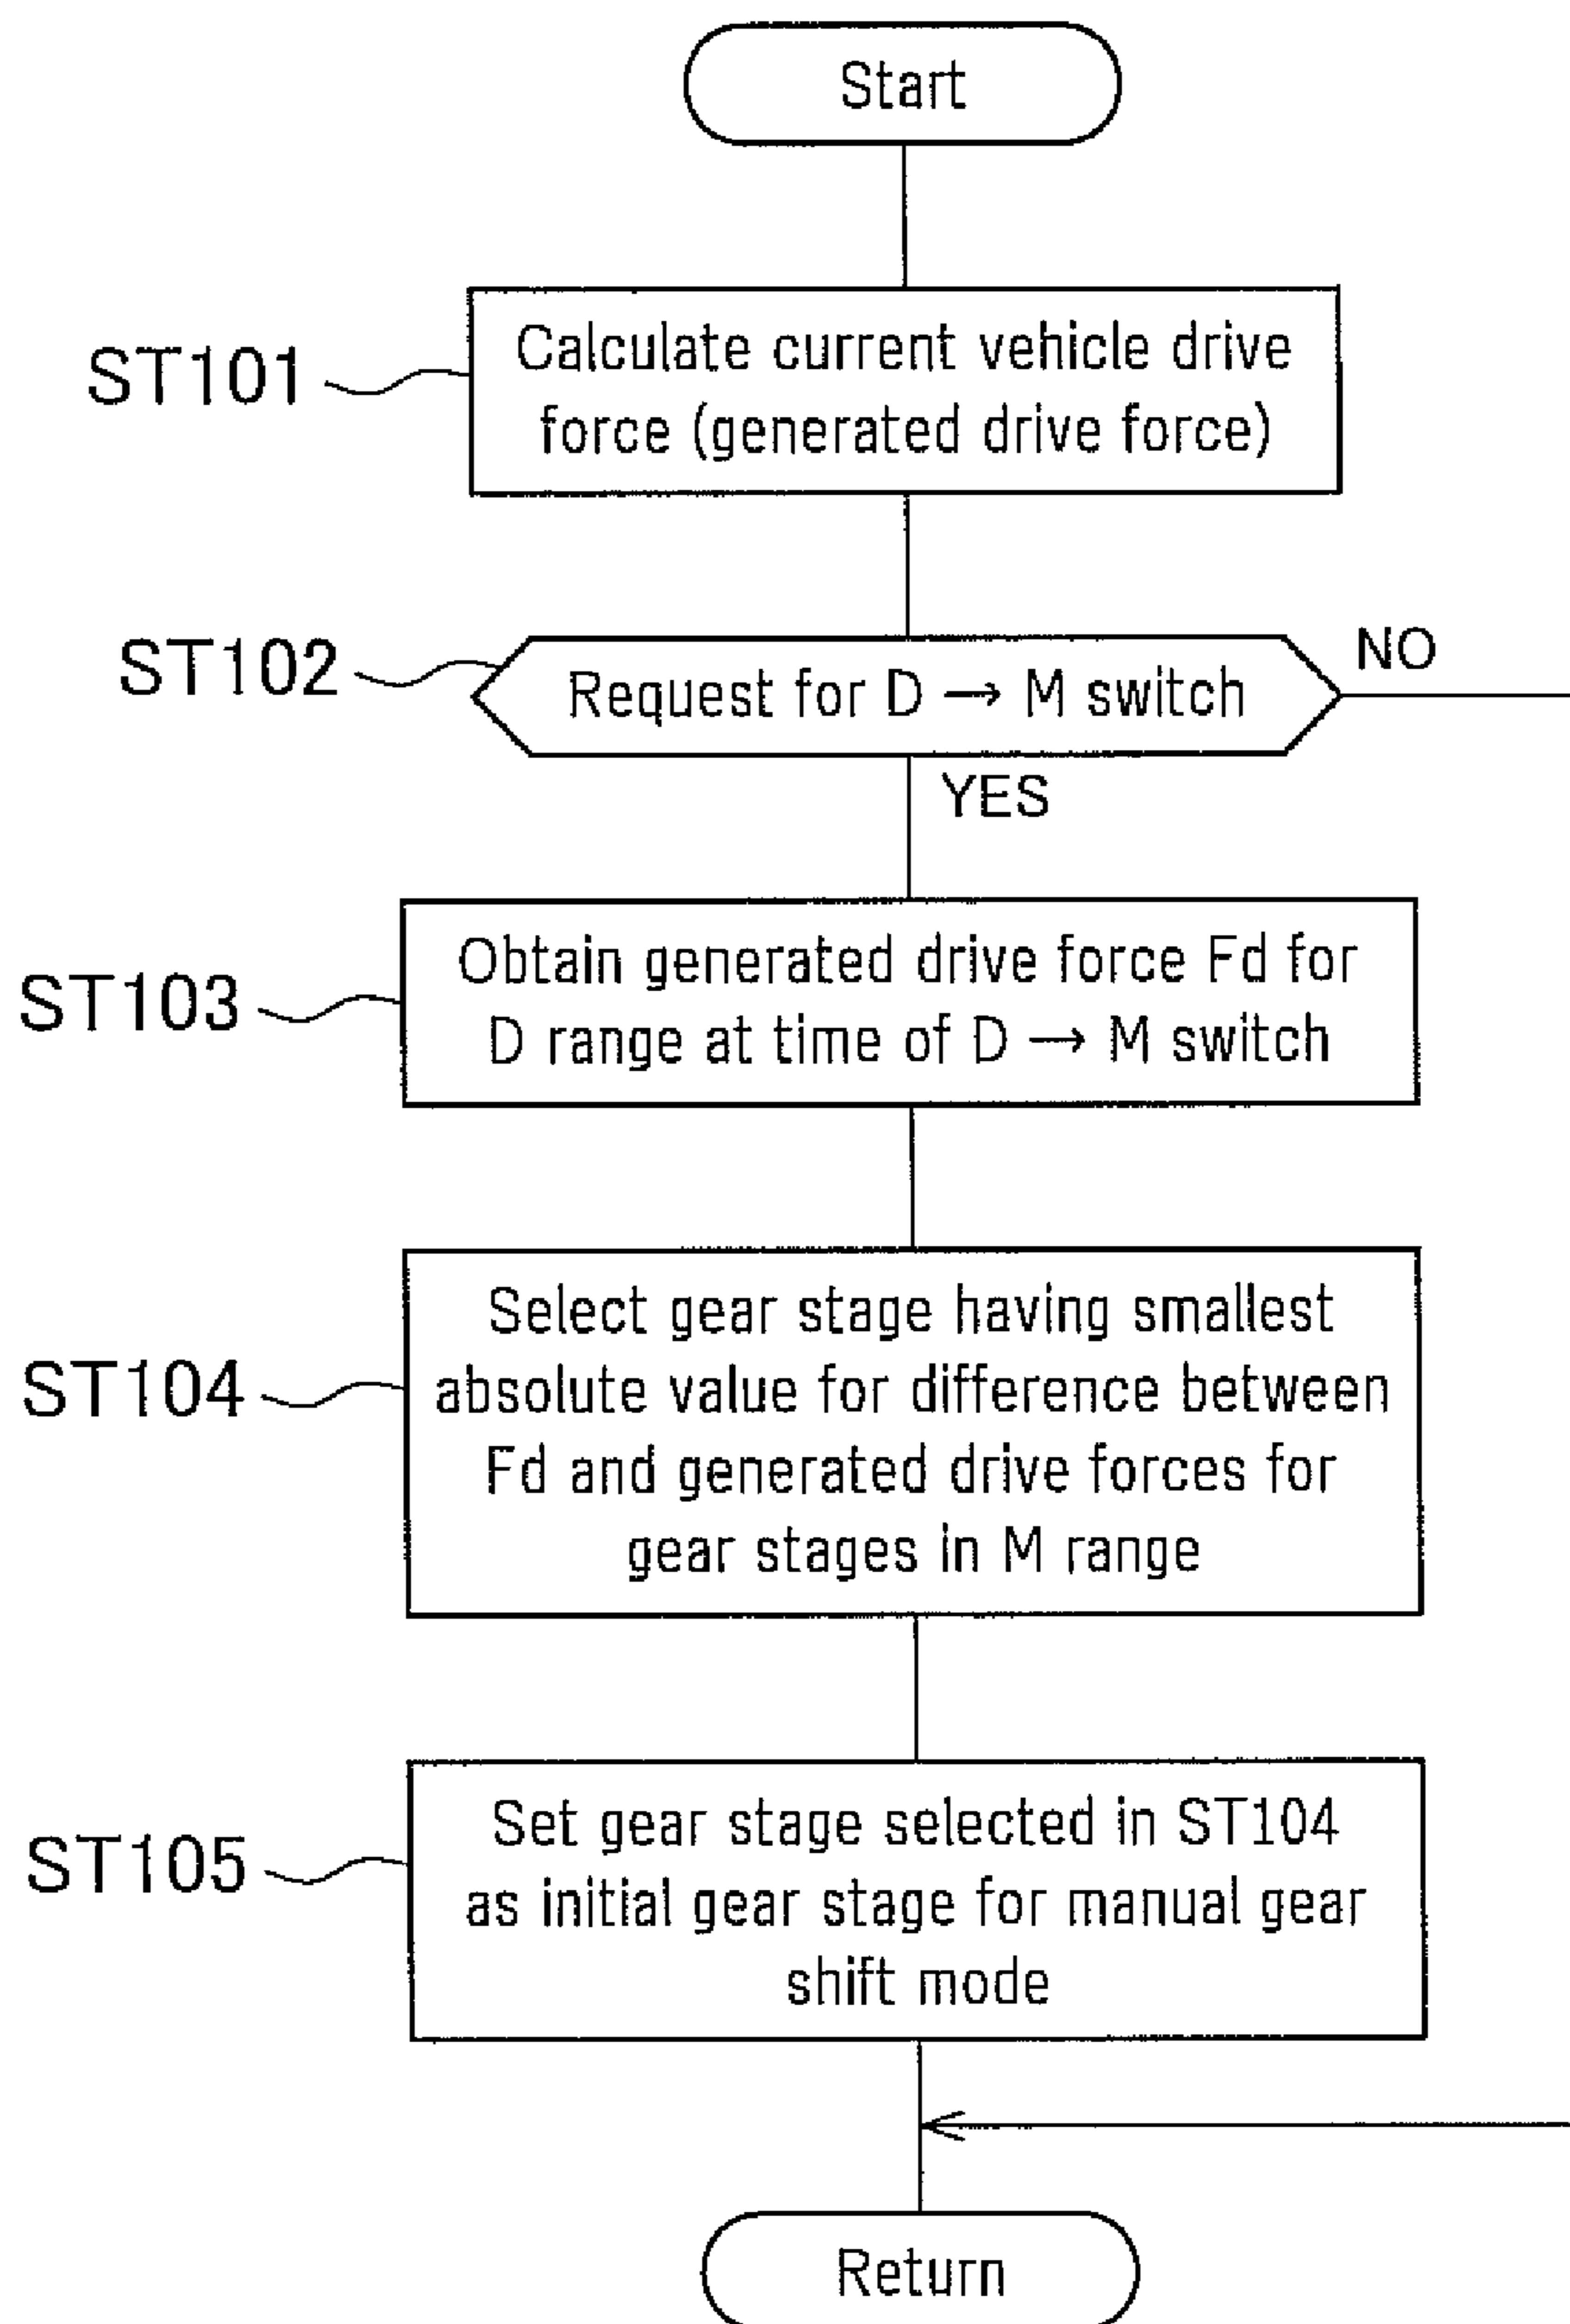 Start
ST101
Calculate current vehicle drive
force (generated drive force)
ST102
Request for D → M switch
NO
YES
ST103
Obtain generated drive force Fd for
D range at time of D → M switch
ST104
Select gear stage having smallest
absolute value for difference between
Fd and generated drive forces for
gear stages in M range
ST105
Set gear stage selected in ST104
as initial gear stage for manual gear
shift mode
Return